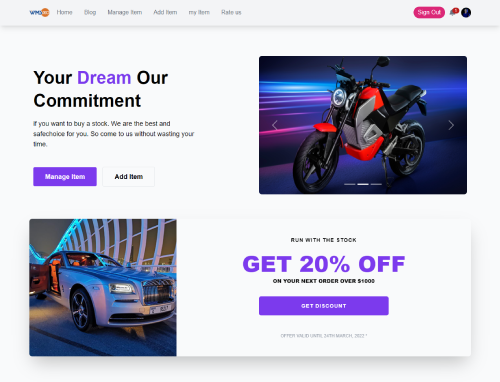 Home Blog Manage Item Add Item my item Rate us Sign Out
Your Dream Our
Commitment
If you want to buy a stock. We are the best and
safechoice for you. So come to us without wasting your
time.
Manage Item Add Item
RUN WITH THE STOCK
GET 20% OFF
ON YOUR NEXT ORDER OVER $1000
GET DISCOUNT
OFFER VALID UNTIL 24TH MARCH, 2022 *